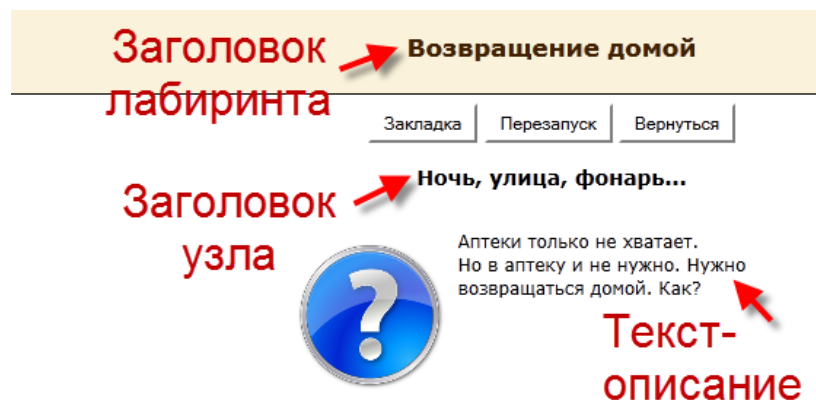 Заголовок
лабиринта
Возвращение домой
Закладка
Перезапуск
Вернуться
Заголовок
узла
Ночь, улица, фонарь...
?
Аптеки только не хватает.
Но в аптеку и не нужно. Нужно
возвращаться домой. Как?
Текст-
описание